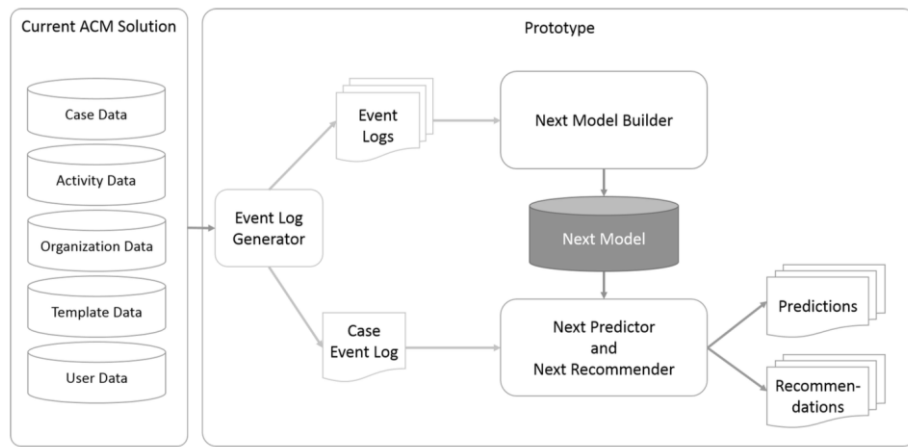 Current ACM Solution
Case Data
Activity Data
Organization Data
Template Data
User Data
Prototype
Event Log
Generator
Event
Logs
Case
Event Log
Next Model Builder
Next Model
Next Predictor
and
Next Recommender
Predictions
Recommen-
dations